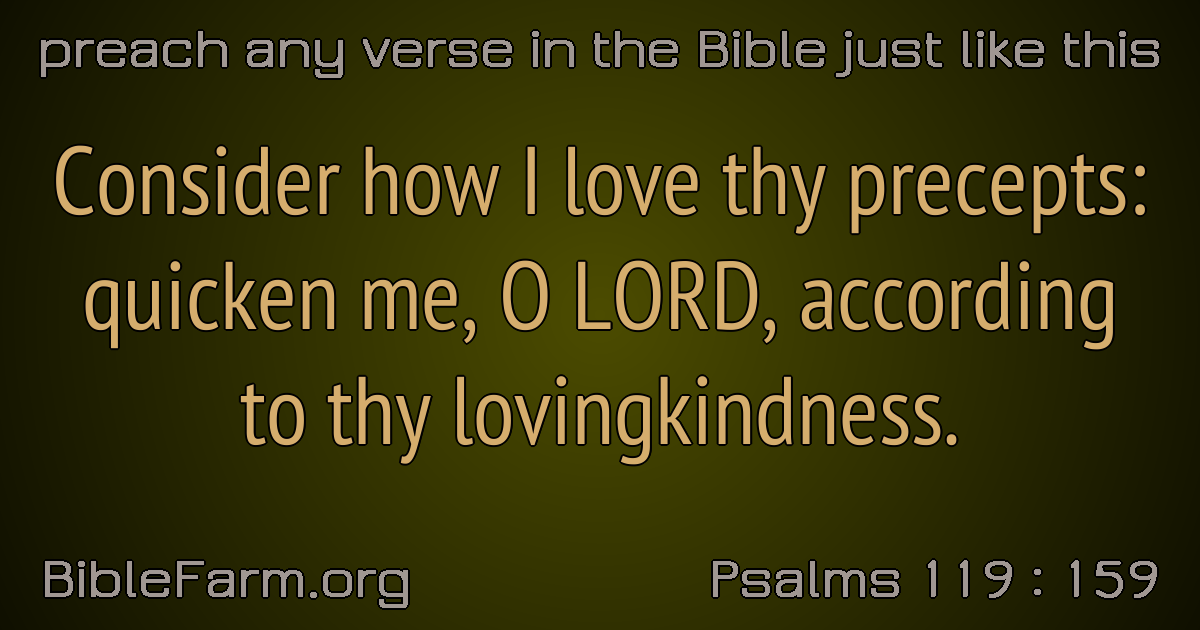 preach any verse in the Bible just like this
Consider how I love thy precepts:
quicken me, O LORD, according
to thy lovingkindness.
BibleFarm.org
Psalms 119 : 159